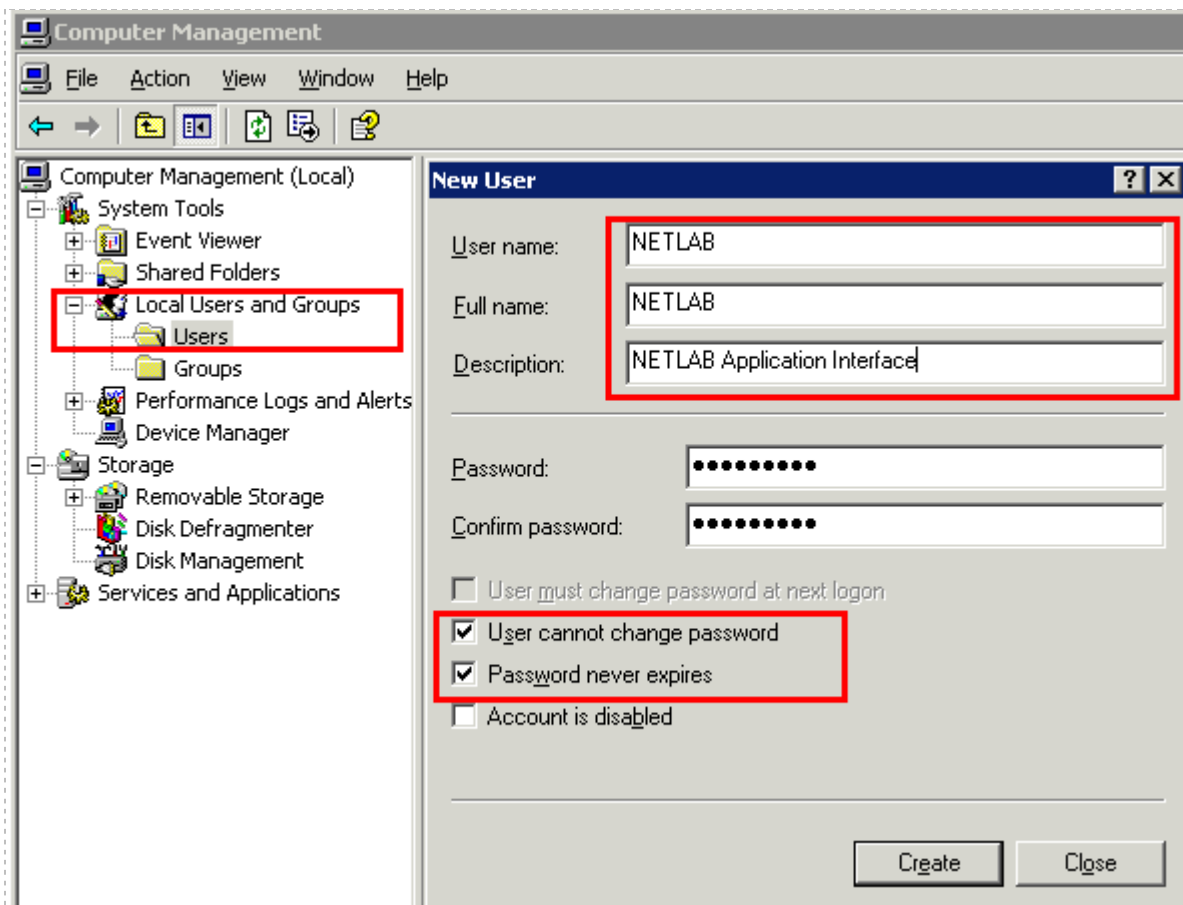 Computer Management
File Action View Window Help
Computer Management (Local)
System Tools
Event Viewer
Shared Folders
Local Users and Groups
Users
Groups
Performance Logs and Alerts
Device Manager
Storage
Removable Storage
Disk Defragmenter
Disk Management
Services and Applications
New User
User name: NETLAB
Full name: NETLAB
Description: NETLAB Application Interface
Password: •••••••••
Confirm password: •••••••••
User must change password at next logon
User cannot change password
Password never expires
Account is disabled
Create Close